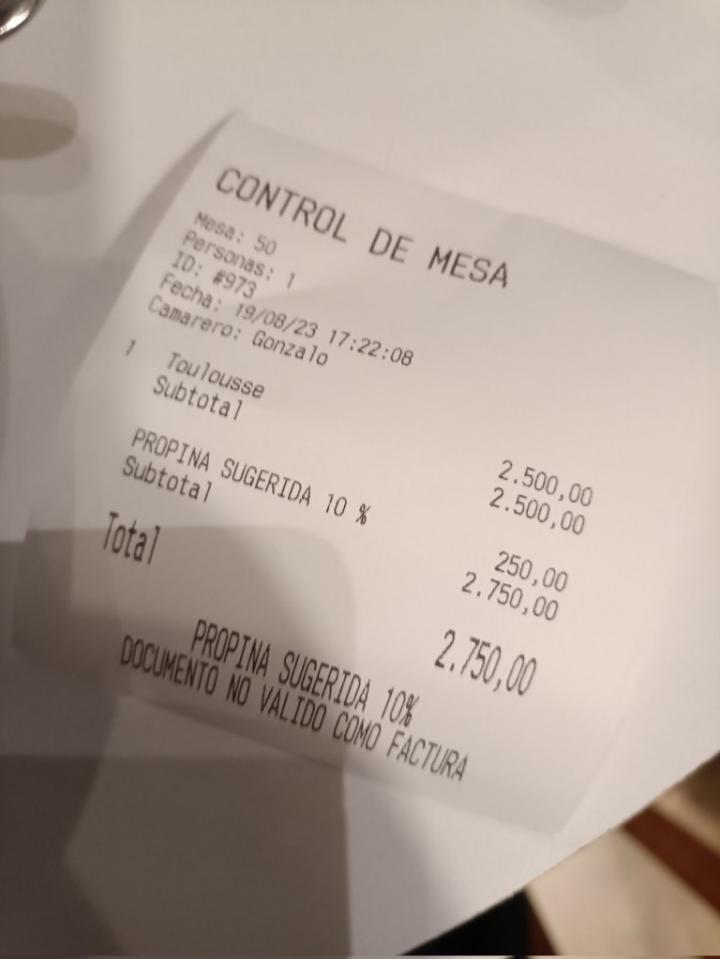 CONTROL DE MESA
Mesa: 50
Personas: 1
ID: #973
Fecha: 19/08/23 17:22:08
Camarero: Gonzalo
1 Toulousse 2.500,00
Subtotal 2.500,00
PROPINA SUGERIDA 10 % 250,00
Subtotal 2.750,00
Total 2.750,00
PROPINA SUGERIDA 10%
DOCUMENTO NO VALIDO COMO FACTURA